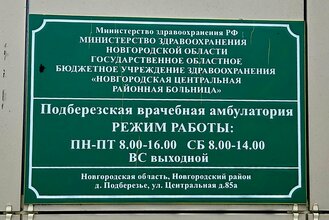 Министерство здравоохранения РФ
МИНИСТЕРСТВО ЗДРАВООХРАНЕНИЯ
НОВГОРОДСКОЙ ОБЛАСТИ
ГОСУДАРСТВЕННОЕ ОБЛАСТНОЕ
БЮДЖЕТНОЕ УЧРЕЖДЕНИЕ ЗДРАВООХРАНЕНИЯ
«НОВГОРОДСКАЯ ЦЕНТРАЛЬНАЯ
РАЙОННАЯ БОЛЬНИЦА»
Подберезская врачебная амбулатория
РЕЖИМ РАБОТЫ:
ПН-ПТ 8.00-16.00 СБ 8.00-14.00
ВС выходной
Новгородская область, Новгородский район
д. Подберезье, ул. Центральная д.85а